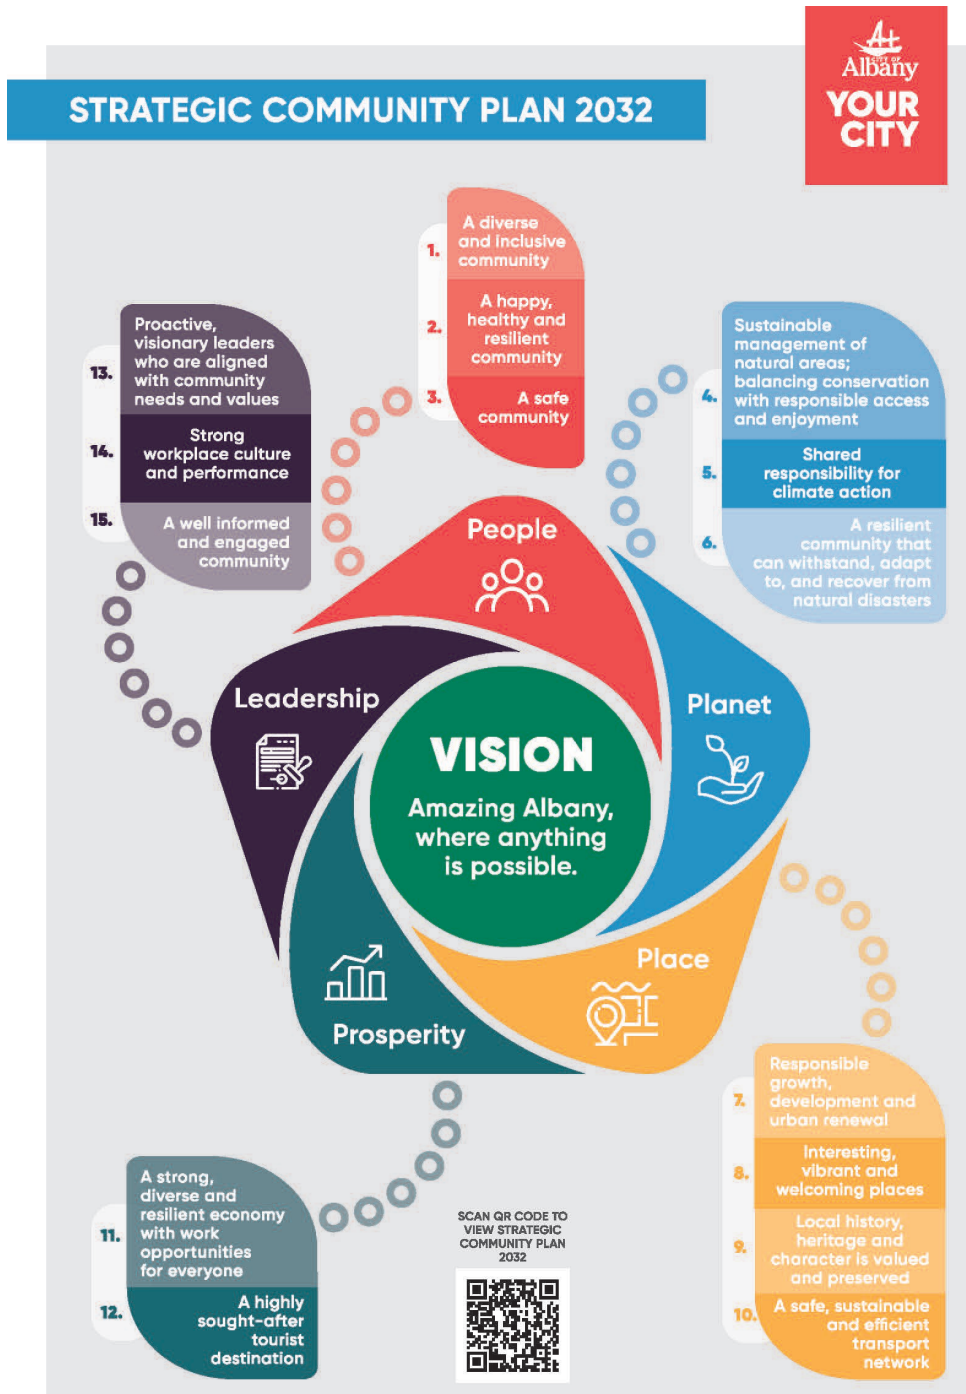 CITY OF
Albany
YOUR
CITY
STRATEGIC COMMUNITY PLAN 2032
1.
A diverse
and inclusive
community
2.
A happy,
healthy and
resilient
community
3.
A safe
community
13.
Proactive,
visionary leaders
who are aligned
with community
needs and values
14.
Strong
workplace culture
and performance
15.
A well informed
and engaged
community
4.
Sustainable
management of
natural areas;
balancing conservation
with responsible access
and enjoyment
5.
Shared
responsibility for
climate action
6.
A resilient
community that
can withstand, adapt
to, and recover from
natural disasters
People
Leadership
Planet
VISION
Amazing Albany,
where anything
is possible.
Place
Prosperity
7.
Responsible
growth,
development and
urban renewal
8.
Interesting,
vibrant and
welcoming places
9.
Local history,
heritage and
character is valued
and preserved
10.
A safe, sustainable
and efficient
transport
network
11.
A strong,
diverse and
resilient economy
with work
opportunities
for everyone
12.
A highly
sought-after
tourist
destination
SCAN QR CODE TO
VIEW STRATEGIC
COMMUNITY PLAN
2032